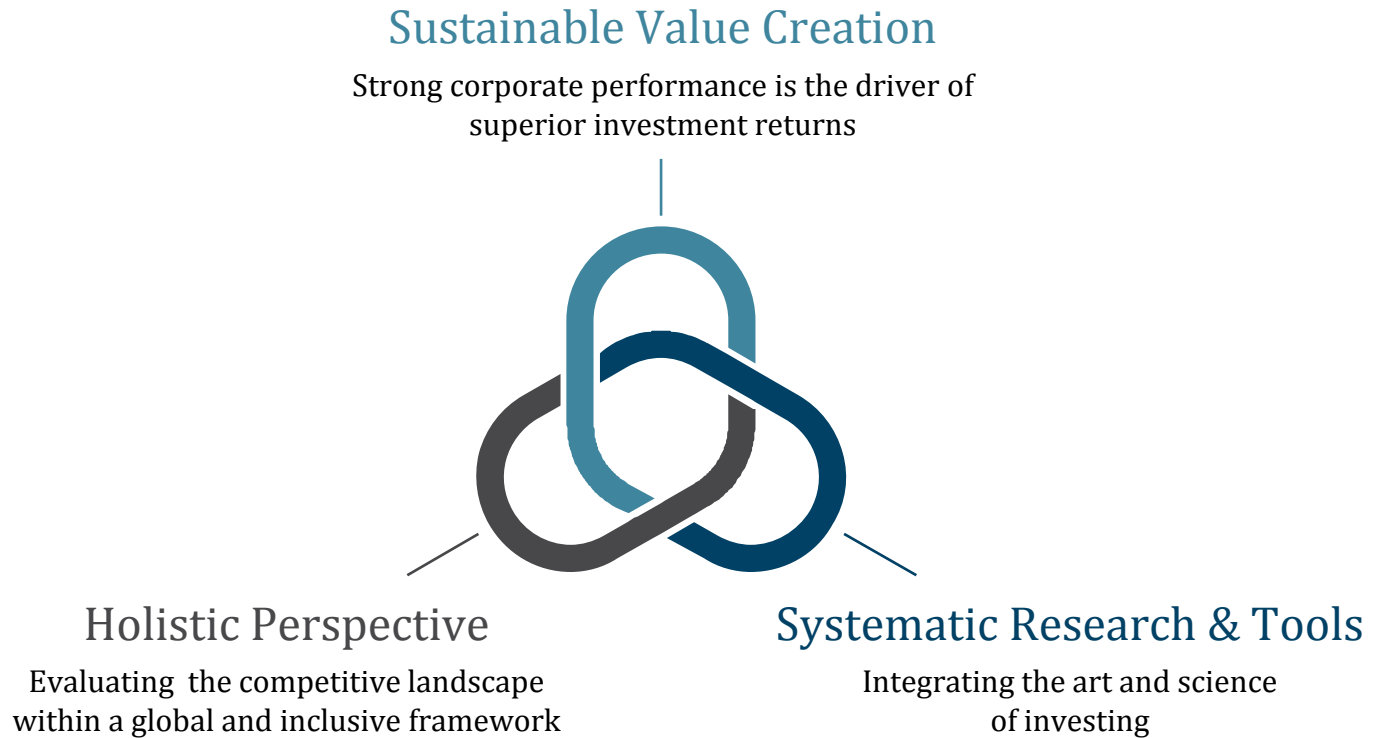 Sustainable Value Creation
Strong corporate performance is the driver of
superior investment returns
Holistic Perspective
Evaluating the competitive landscape
within a global and inclusive framework
Systematic Research & Tools
Integrating the art and science
of investing